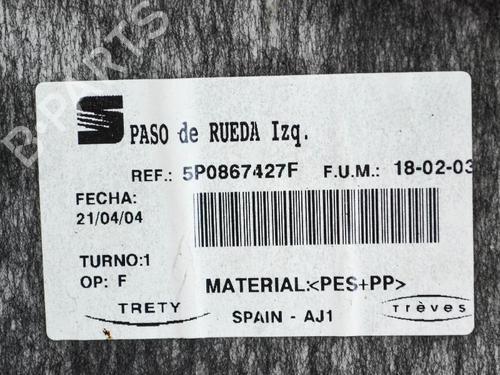 PASO de RUEDA Izq.
REF.: 5P0867427F F.U.M.: 18-02-03
FECHA:
21/04/04
TURNO:1
OP: F
MATERIAL:<PES+PP>
TRETY
SPAIN - AJ1
Trèves
B-PARTS